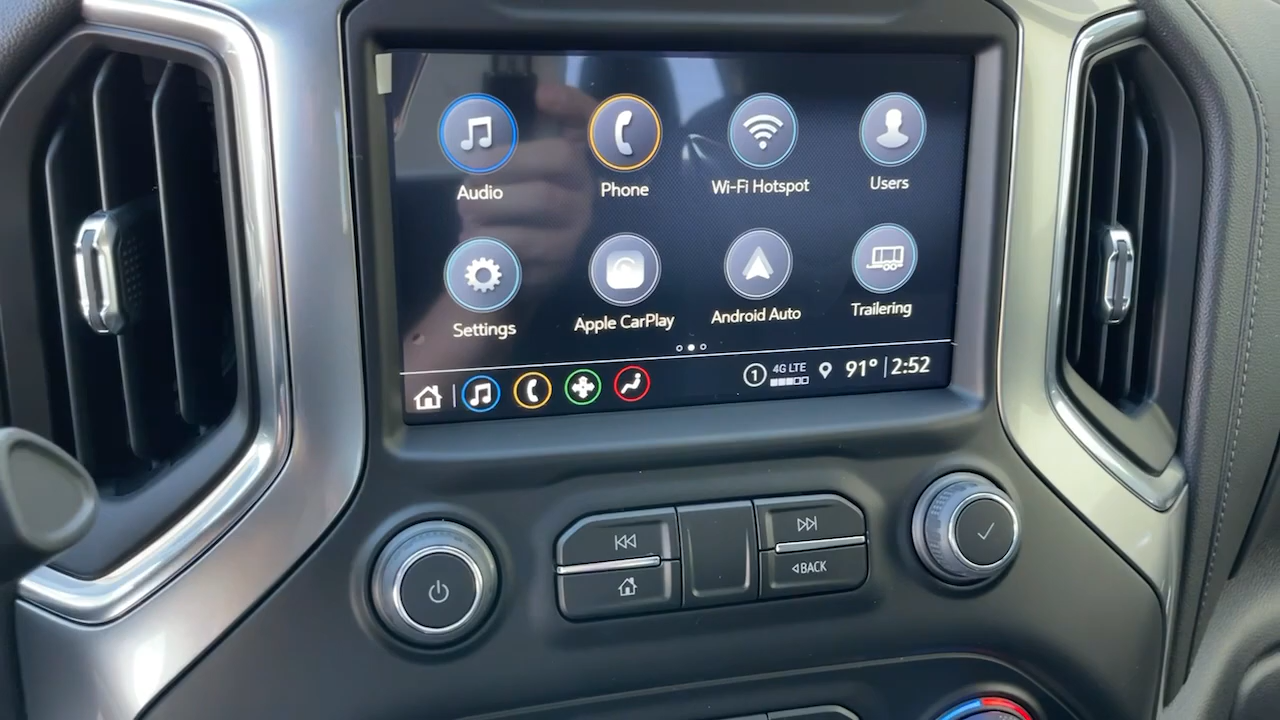 Audio
Phone
Wi-Fi Hotspot
Users
Settings
Apple CarPlay
Android Auto
Trailering
1
4G LTE
91°
2:52
BACK